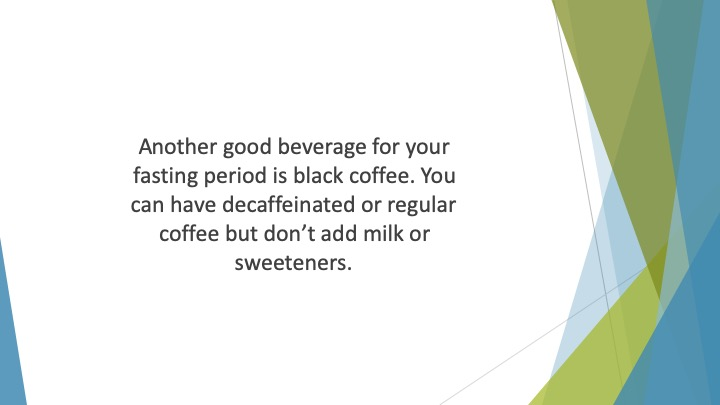 Another good beverage for your
fasting period is black coffee. You
can have decaffeinated or regular
coffee but don’t add milk or
sweeteners.